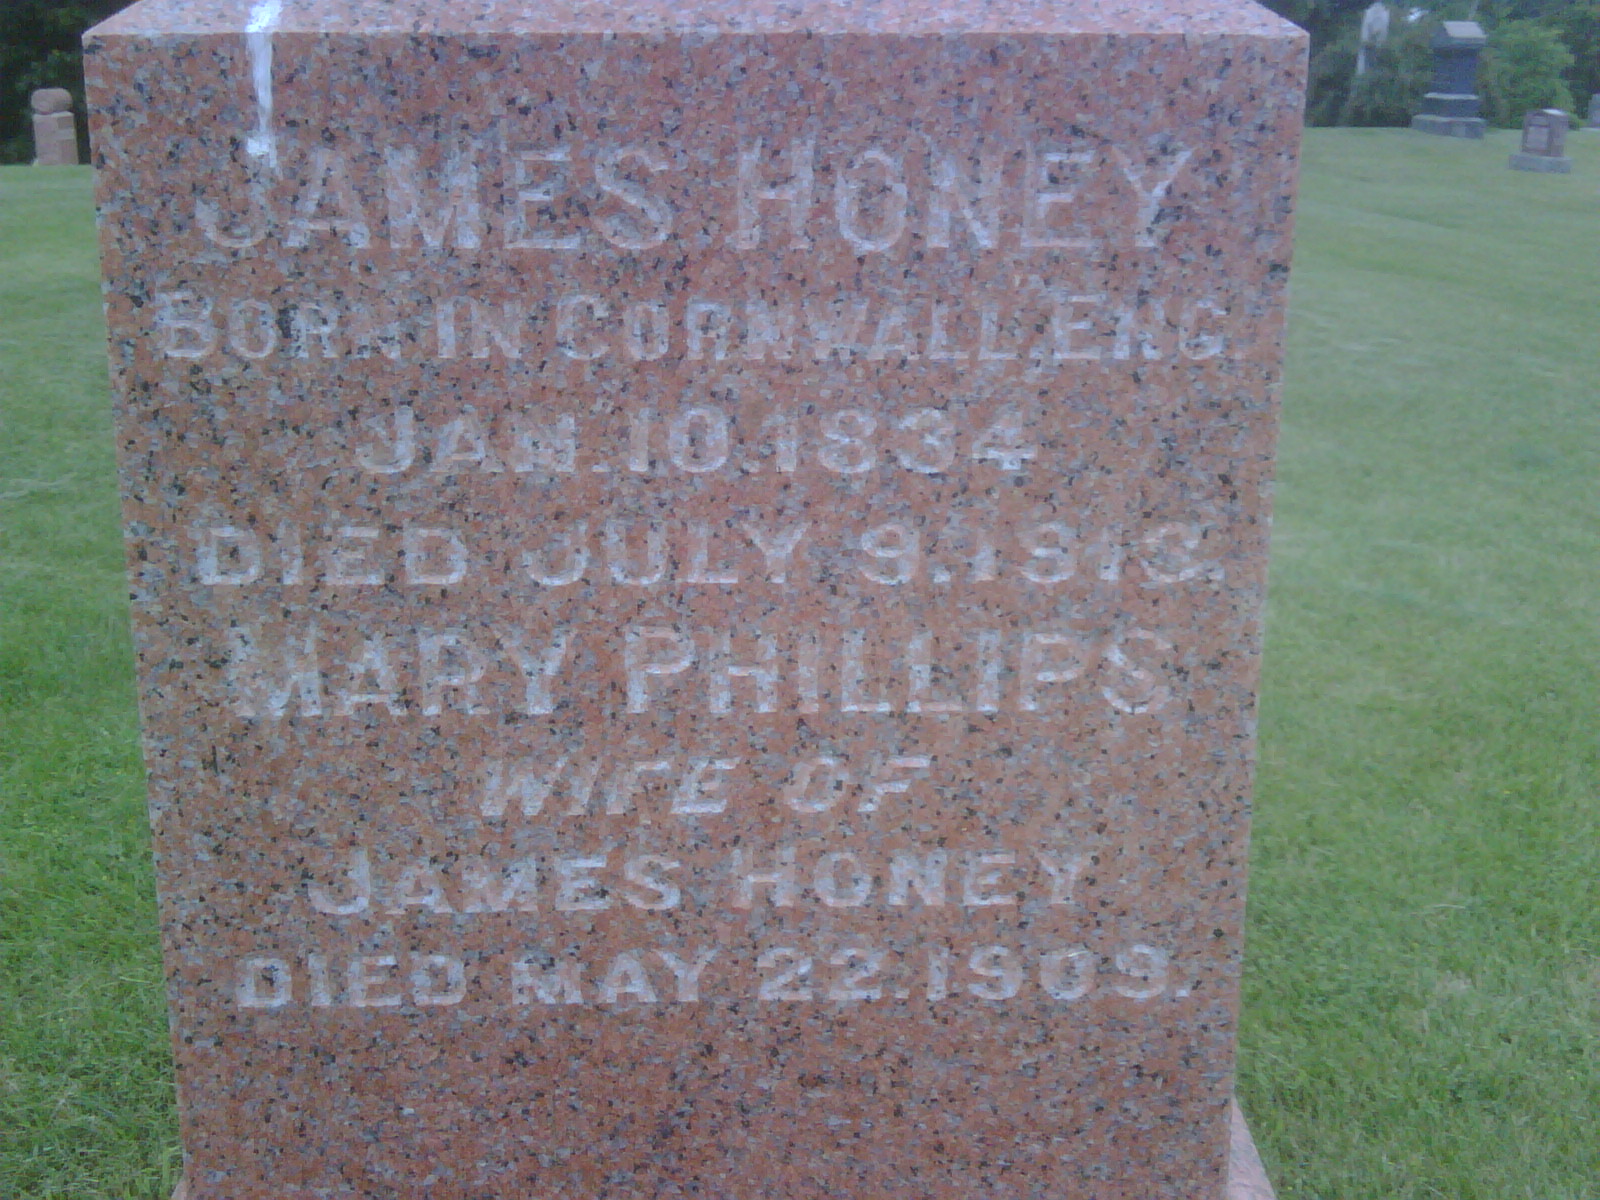 JAMES HONEY
BORN IN CORNWALL, ENG.
JAN. 10. 1834
DIED JULY 9. 1913.
MARY PHILLIPS
WIFE OF
JAMES HONEY
DIED MAY 22. 1909.